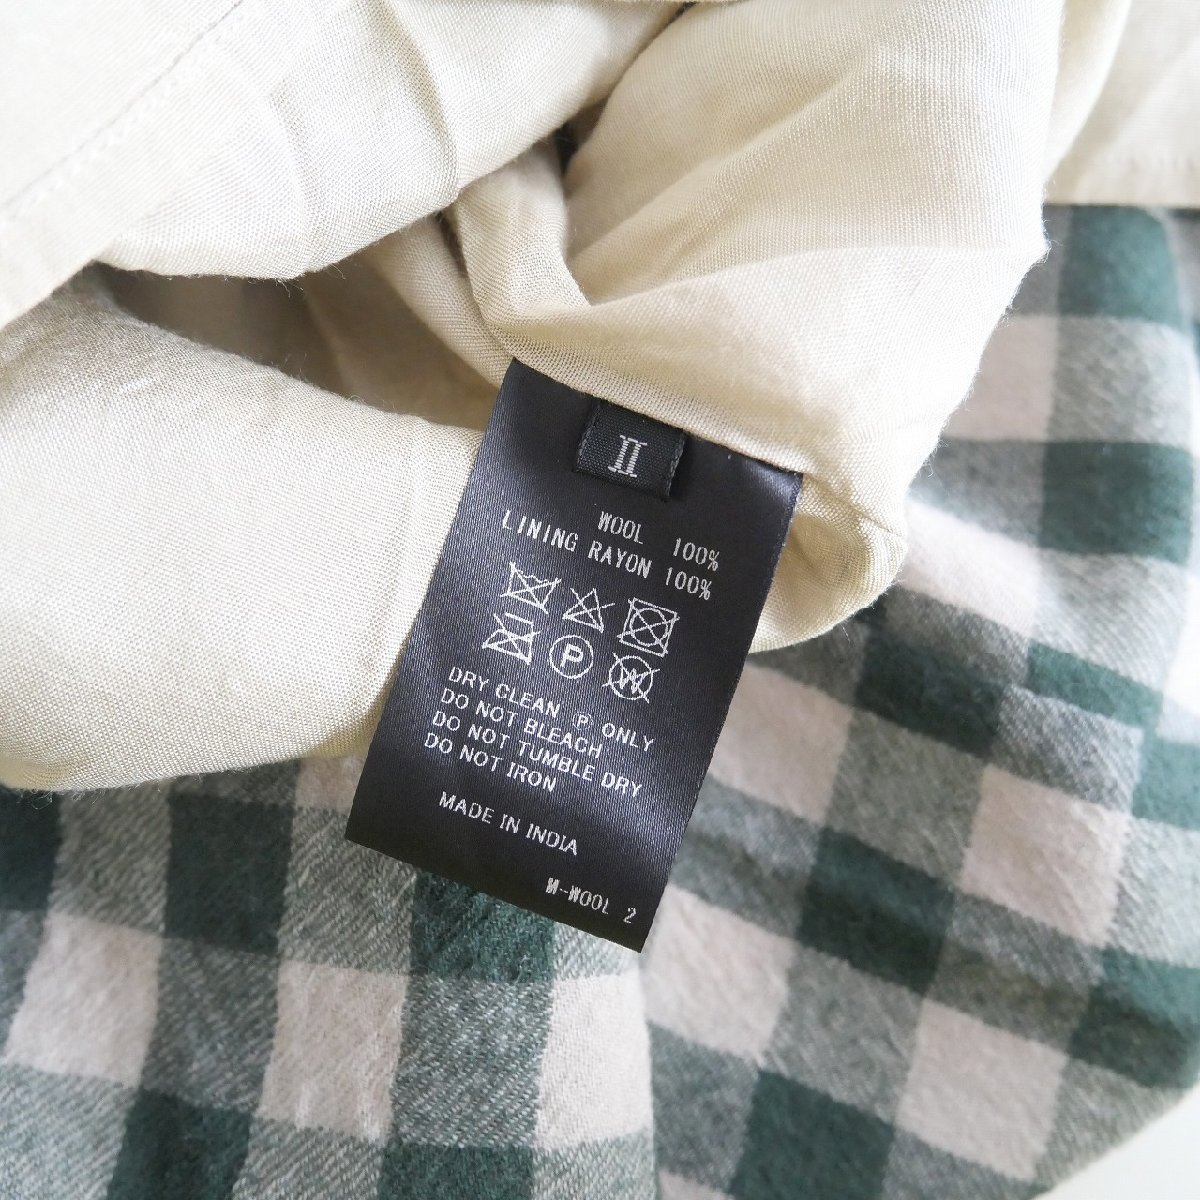 II
WOOL 100%
LINING RAYON 100%
P
W
DRY CLEAN P ONLY
DO NOT BLEACH
DO NOT TUMBLE DRY
DO NOT IRON
MADE IN INDIA
M-WOOL 2